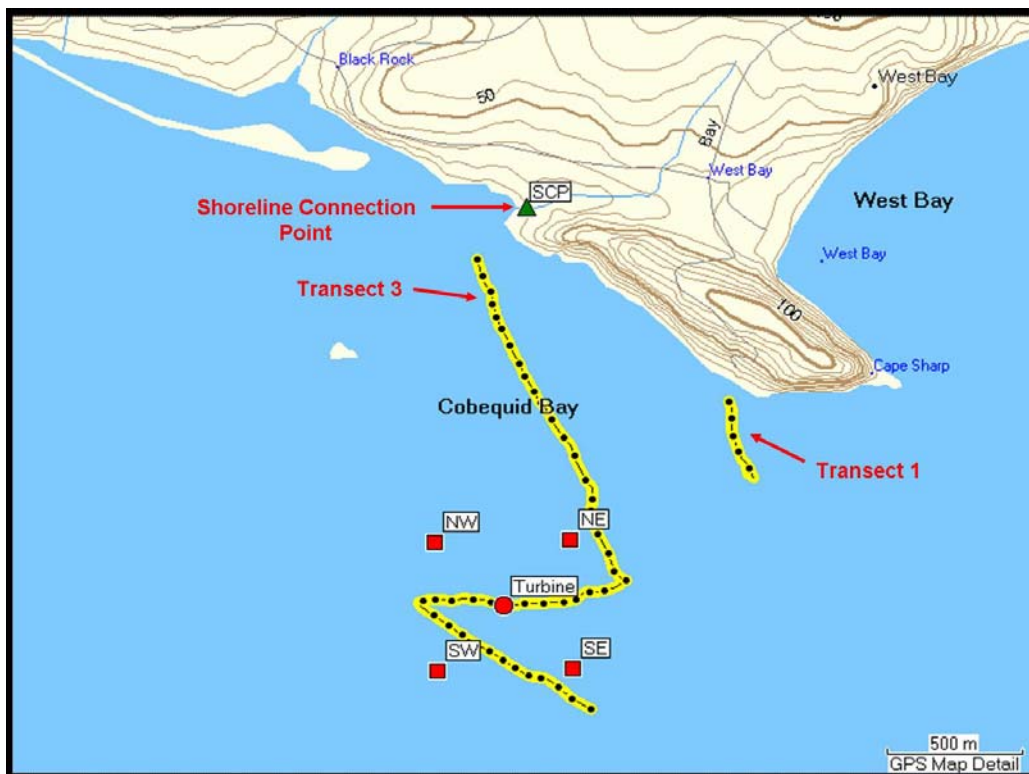 Black Rock
50
West Bay
Bay
West Bay
SCP
Shoreline Connection
Point
West Bay
West Bay
Transect 3
100
Cape Sharp
Cobequid Bay
Transect 1
NW
NE
Turbine
SW
SE
500 m
GPS Map Detail